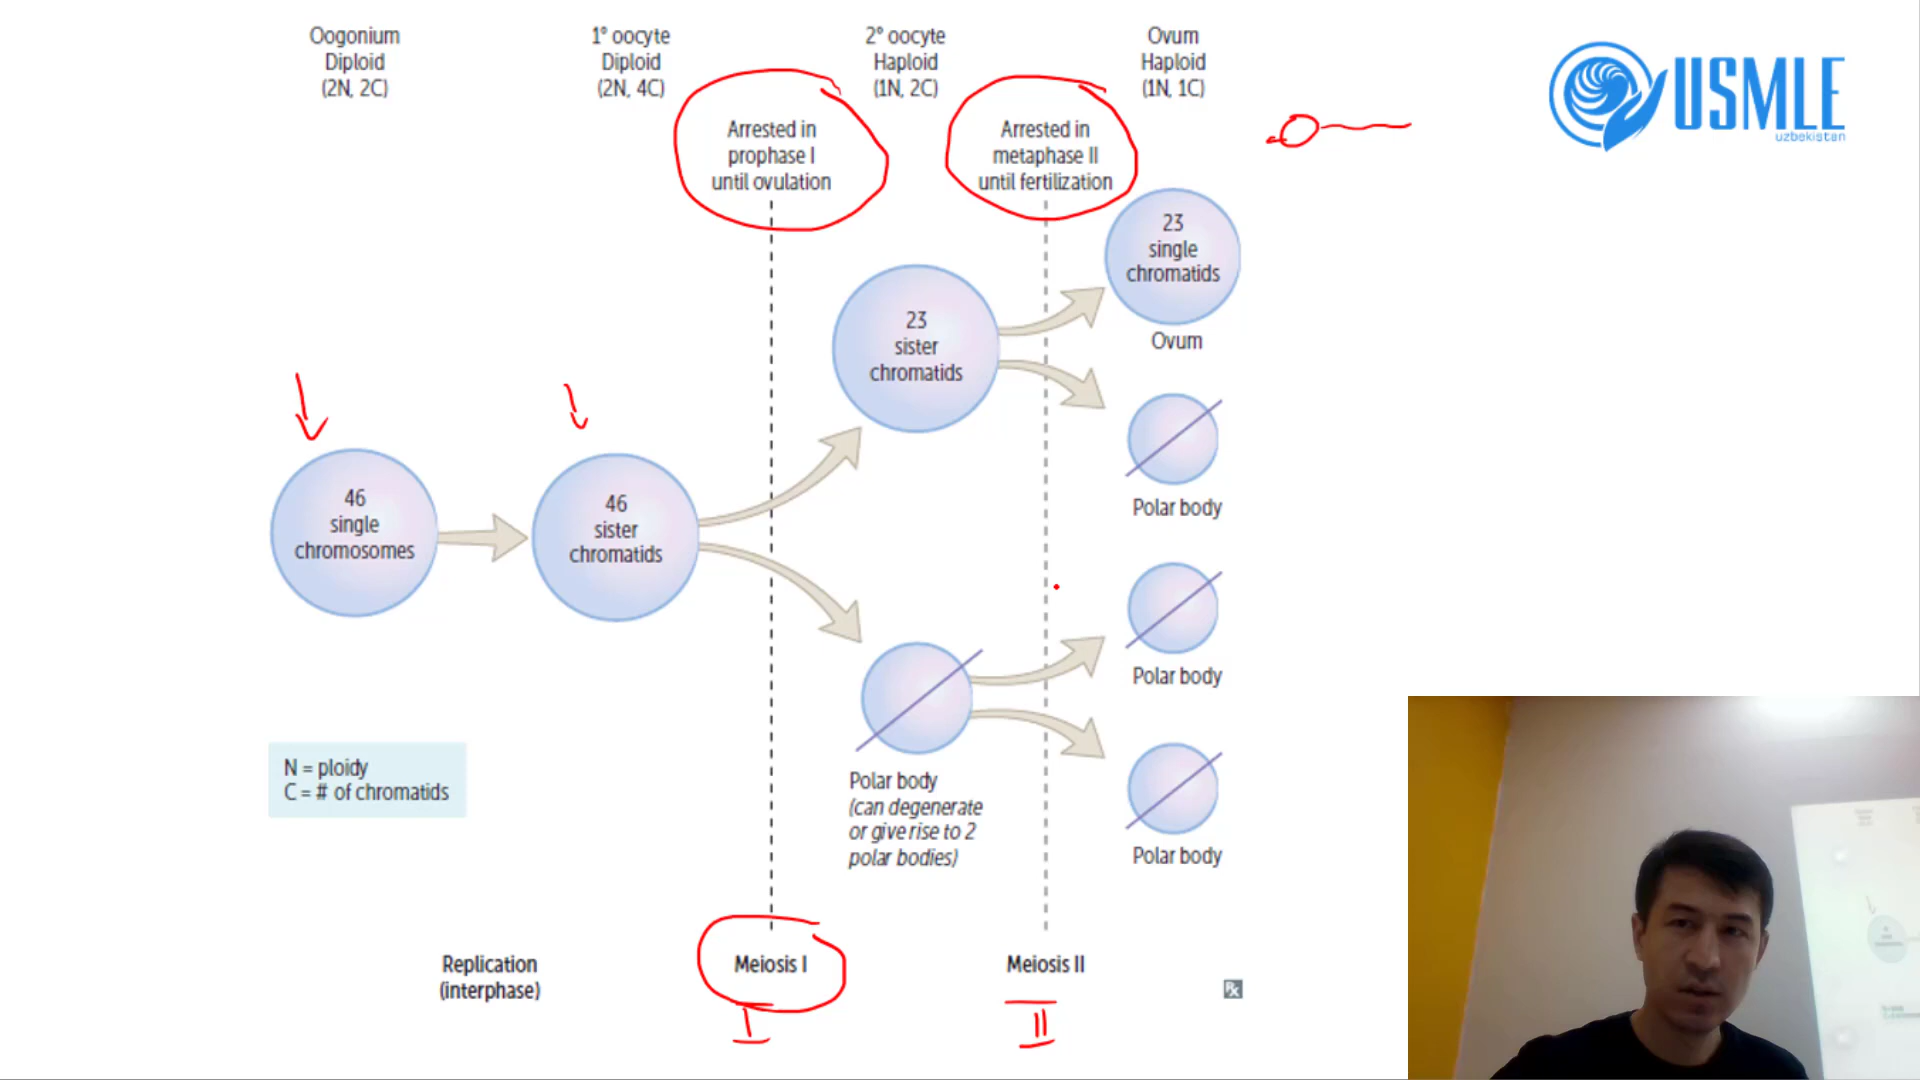 Oogonium
Diploid
(2N, 2C)
1° oocyte
Diploid
(2N, 4C)
2° oocyte
Haploid
(1N, 2C)
Ovum
Haploid
(1N, 1C)
USMLE
uzbekistan
Arrested in
prophase I
until ovulation
Arrested in
metaphase II
until fertilization
23
single
chromatids
Ovum
23
sister
chromatids
46
single
chromosomes
46
sister
chromatids
Polar body
Polar body
Polar body
N = ploidy
C = # of chromatids
Polar body
(can degenerate
or give rise to 2
polar bodies)
Replication
(interphase)
Meiosis I
Meiosis II
I
II
Rx